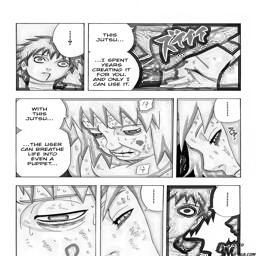 THIS
JUTSU...
...I SPENT
YEARS
CREATING IT
FOR YOU,
AND ONLY I
CAN USE IT.
WITH
THIS
JUTSU...
...THE USER
CAN BREATHE
LIFE INTO
EVEN A
PUPPET...